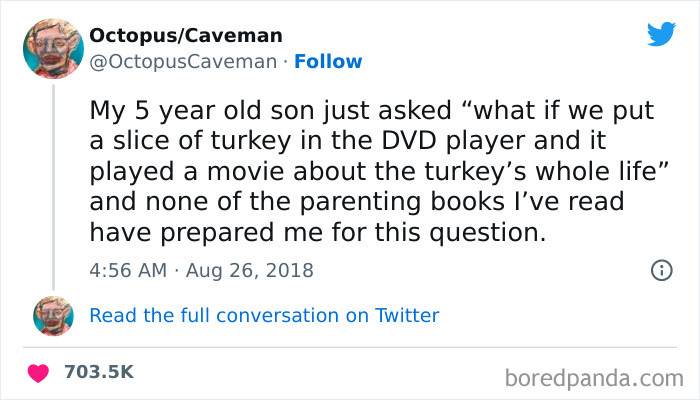 Octopus/Caveman
@OctopusCaveman · Follow
My 5 year old son just asked “what if we put
a slice of turkey in the DVD player and it
played a movie about the turkey’s whole life”
and none of the parenting books I’ve read
have prepared me for this question.
4:56 AM · Aug 26, 2018
Read the full conversation on Twitter
703.5K
boredpanda.com